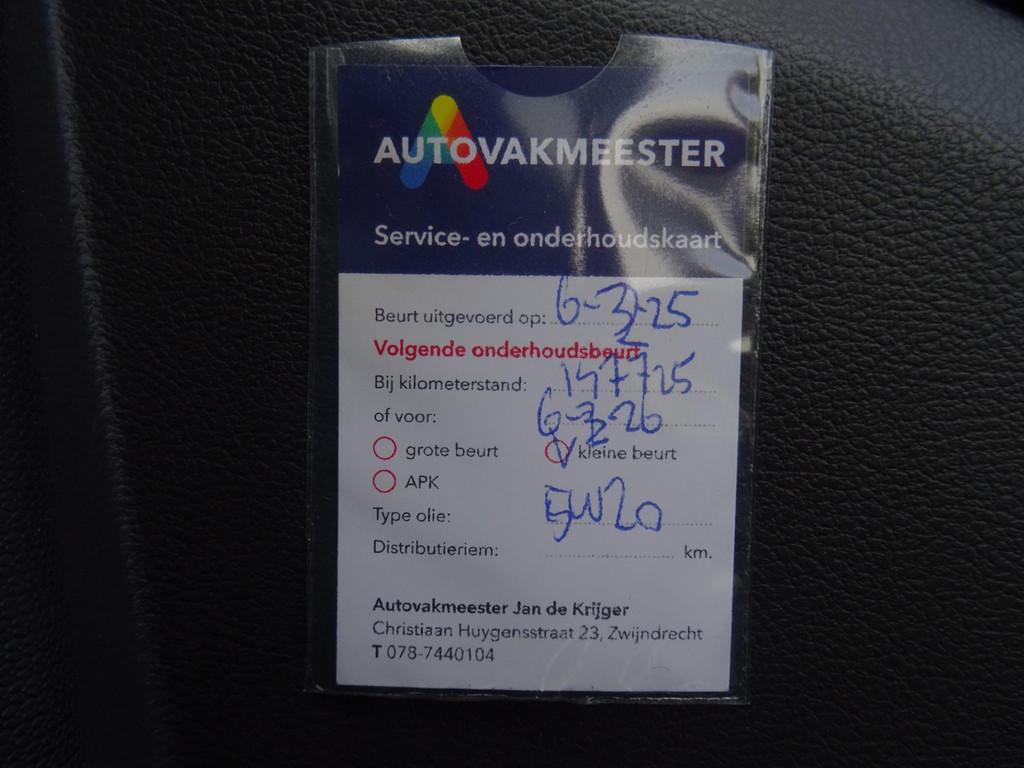 AUTOVAKMEESTER
Service- en onderhoudskaart
Beurt uitgevoerd op: 6-3-25
Volgende onderhoudsbeurt
Bij kilometerstand: 147725
of voor: 6-3-26
grote beurt V kleine beurt
APK
Type olie: 5W20
Distributieriem: km.
Autovakmeester Jan de Krijger
Christiaan Huygensstraat 23, Zwijndrecht
T 078-7440104